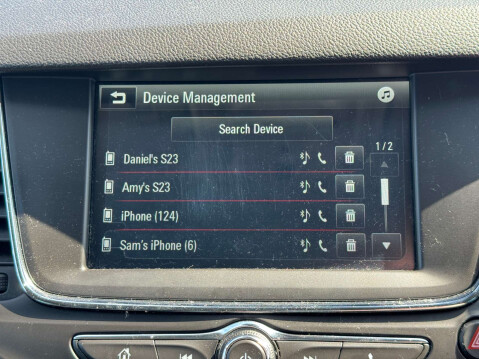 Device Management
Search Device
1/2
Daniel's S23
Amy's S23
iPhone (124)
Sam's iPhone (6)